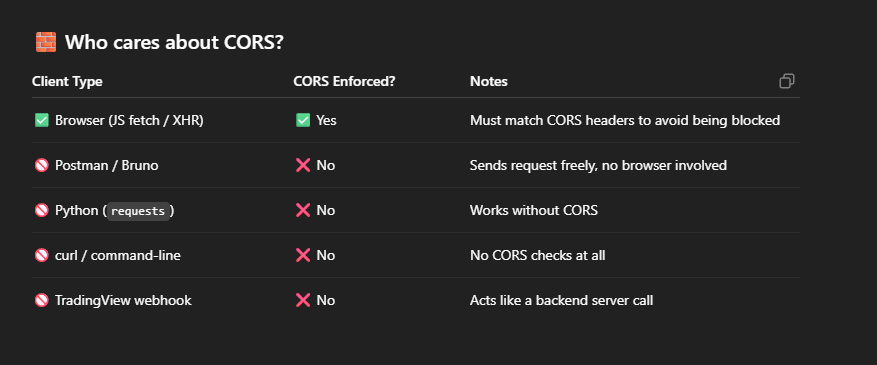 🧱 Who cares about CORS?
Client Type CORS Enforced? Notes
✅ Browser (JS fetch / XHR) ✅ Yes Must match CORS headers to avoid being blocked
🚫 Postman / Bruno ❌ No Sends request freely, no browser involved
🚫 Python (requests) ❌ No Works without CORS
🚫 curl / command-line ❌ No No CORS checks at all
🚫 TradingView webhook ❌ No Acts like a backend server call